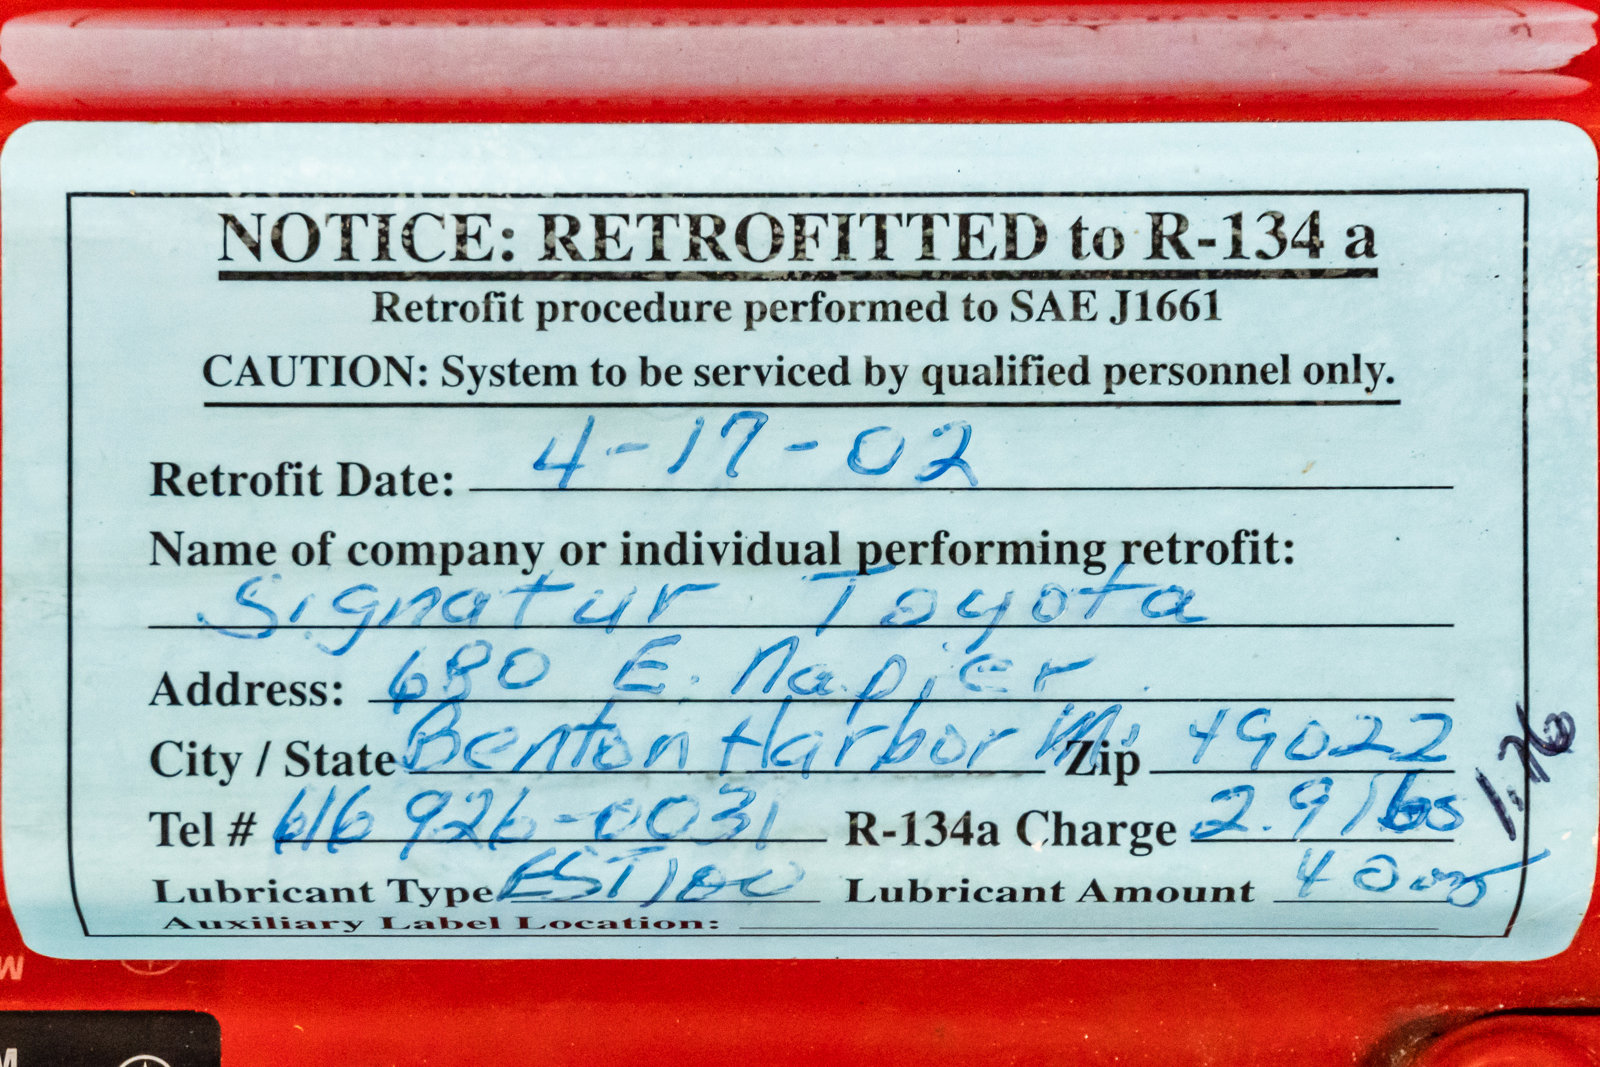 NOTICE: RETROFITTED to R-134 a
Retrofit procedure performed to SAE J1661
CAUTION: System to be serviced by qualified personnel only.
Retrofit Date: 4-17-02
Name of company or individual performing retrofit:
Signatur Toyota
Address: 680 E. Napier
City / State Benton Harbor Mi Zip 49022
Tel # 616 926-0031 R-134a Charge 2.9 lbs 1.76
Lubricant Type EST100 Lubricant Amount 4 0
Auxiliary Label Location:
W
M